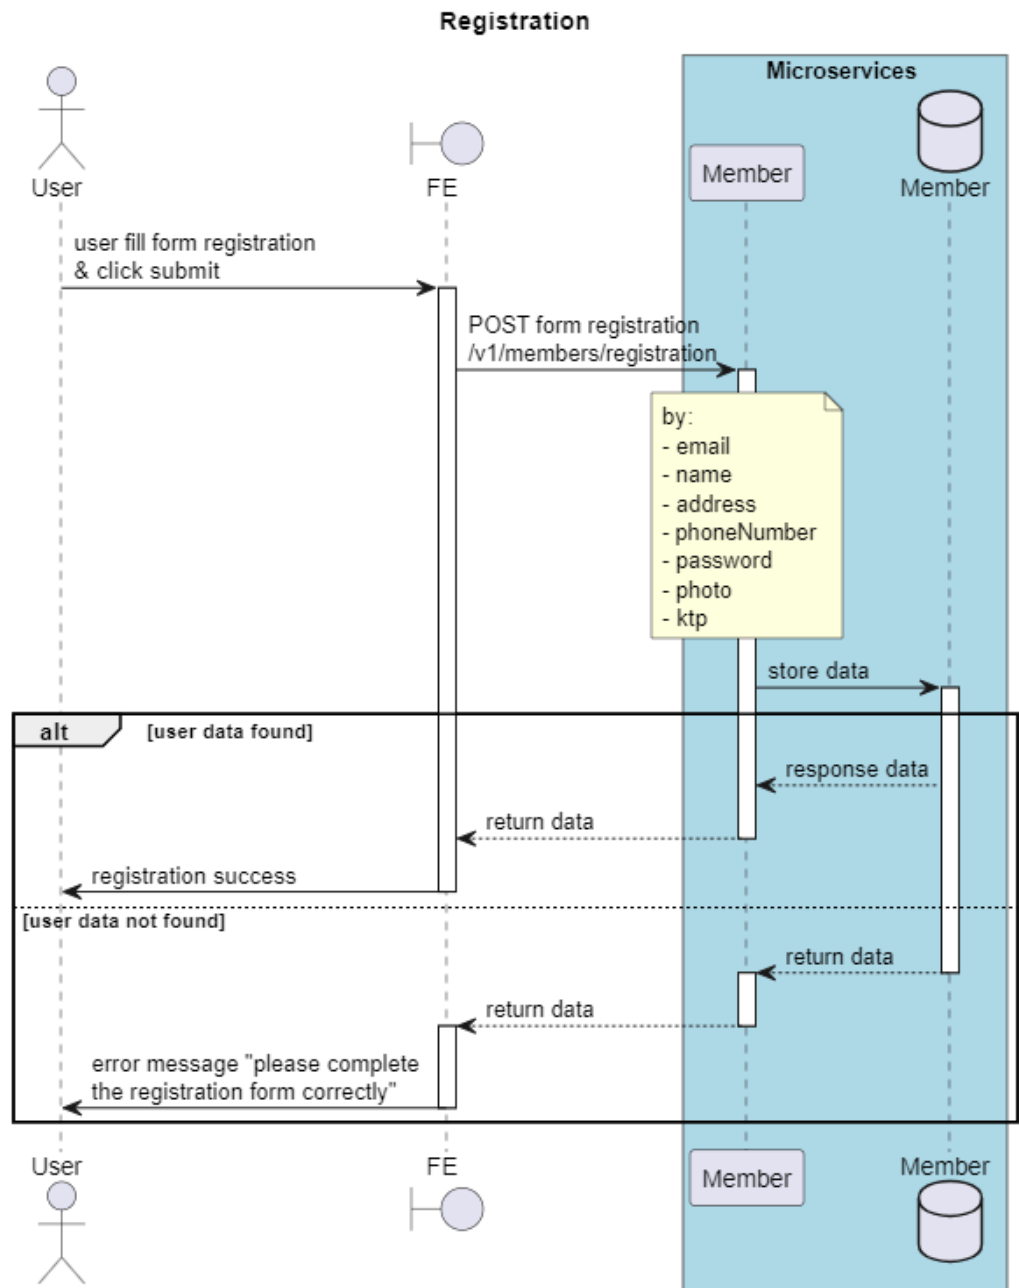 Registration
Microservices
User
FE
Member
Member
user fill form registration
& click submit
POST form registration
/v1/members/registration
by:
- email
- name
- address
- phoneNumber
- password
- photo
- ktp
store data
alt
[user data found]
response data
return data
registration success
[user data not found]
return data
return data
error message "please complete
the registration form correctly"
User
FE
Member
Member